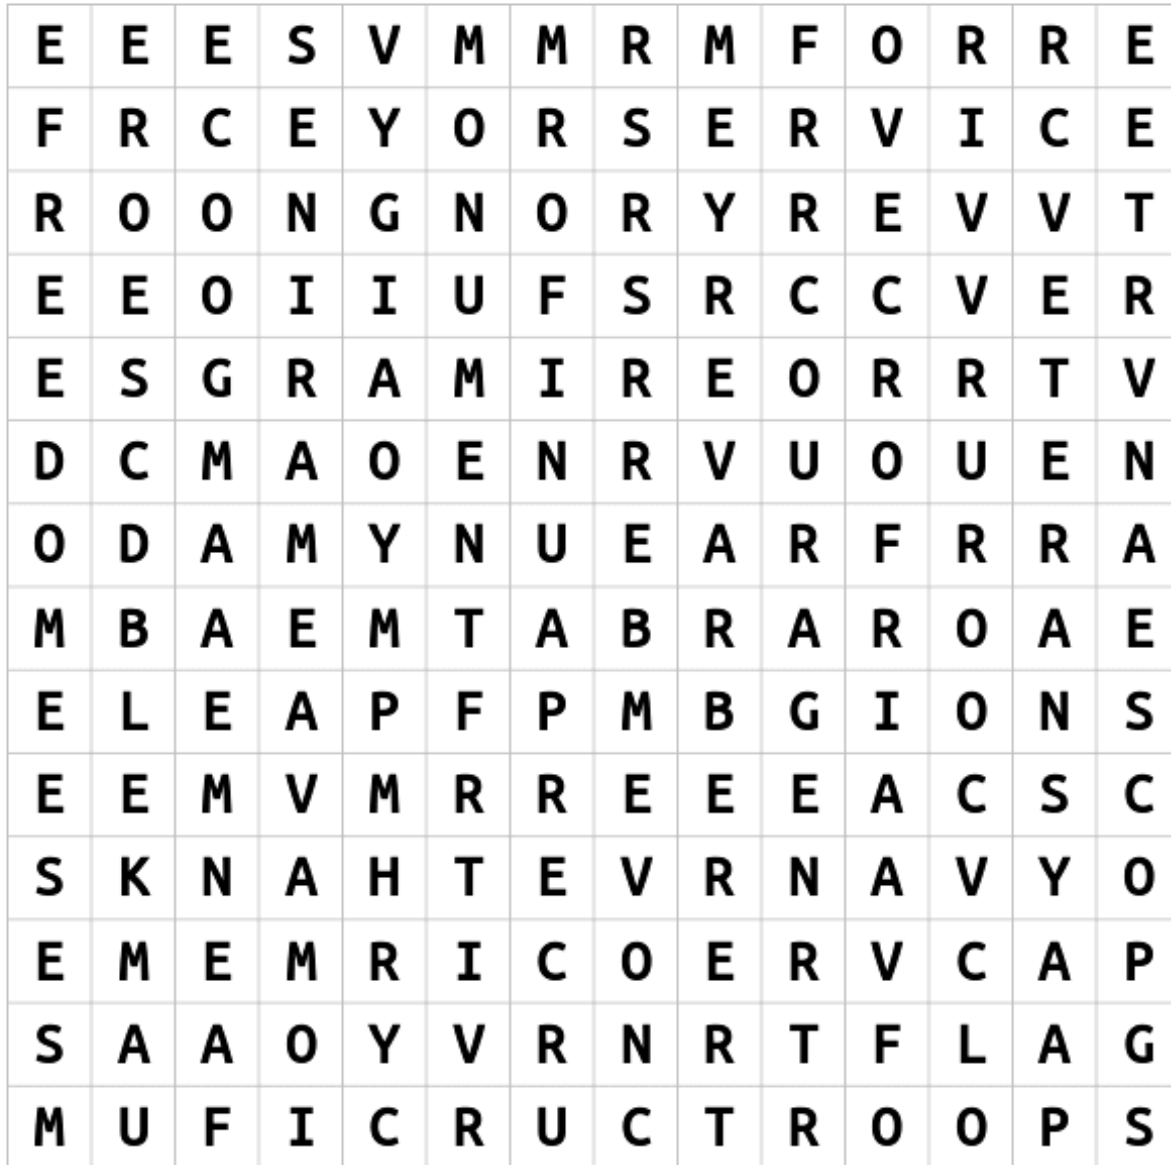 E E E S V M M R M F O R R E
F R C E Y O R S E R V I C E
R O O N G N O R Y R E V V T
E E O I I U F S R C C V E R
E S G R A M I R E O R R T V
D C M A O E N R V U O U E N
O D A M Y N U E A R F R R A
M B A E M T A B R A R O A E
E L E A P F P M B G I O N S
E E M V M R R E E E A C S C
S K N A H T E V R N A V Y O
E M E M R I C O E R V C A P
S A A O Y V R N R T F L A G
M U F I C R U C T R O O P S